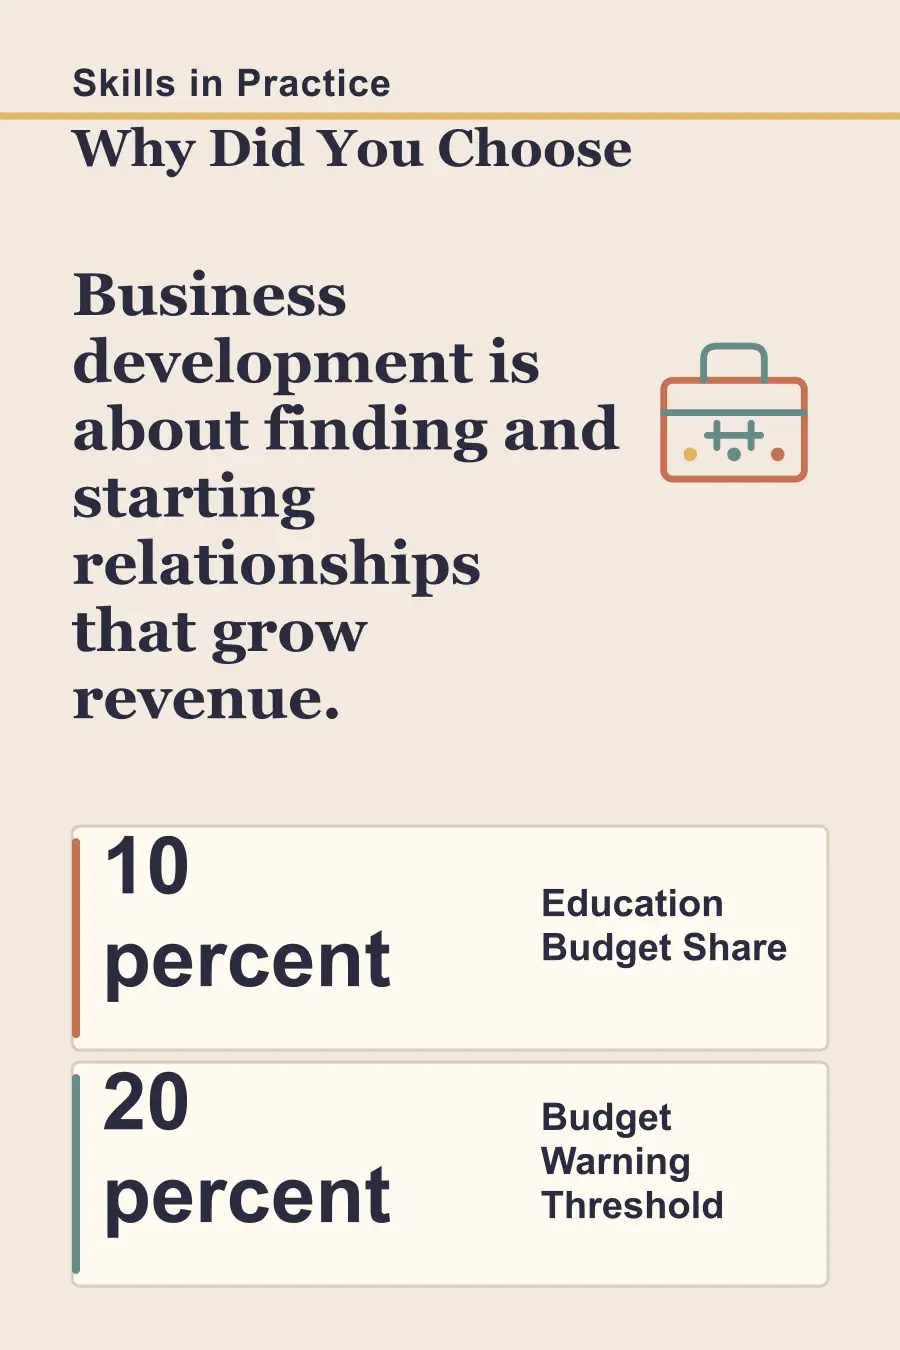 Skills in Practice
Why Did You Choose
Business
development is
about finding and
starting
relationships
that grow
revenue.
10
percent
Education
Budget Share
20
percent
Budget
Warning
Threshold